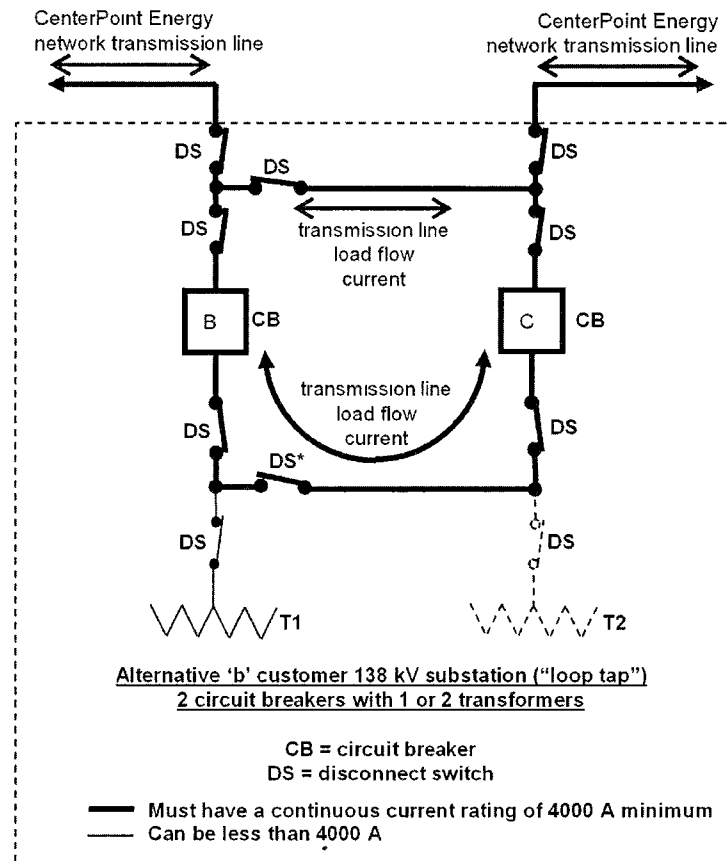 CenterPoint Energy
network transmission line
CenterPoint Energy
network transmission line
DS
DS
DS
DS
DS
transmission line
load flow
current
B
CB
C
CB
transmission line
load flow
current
DS
DS
DS*
DS
DS
T1
T2
Alternative 'b' customer 138 kV substation ("loop tap")
2 circuit breakers with 1 or 2 transformers
CB = circuit breaker
DS = disconnect switch
Must have a continuous current rating of 4000 A minimum
Can be less than 4000 A